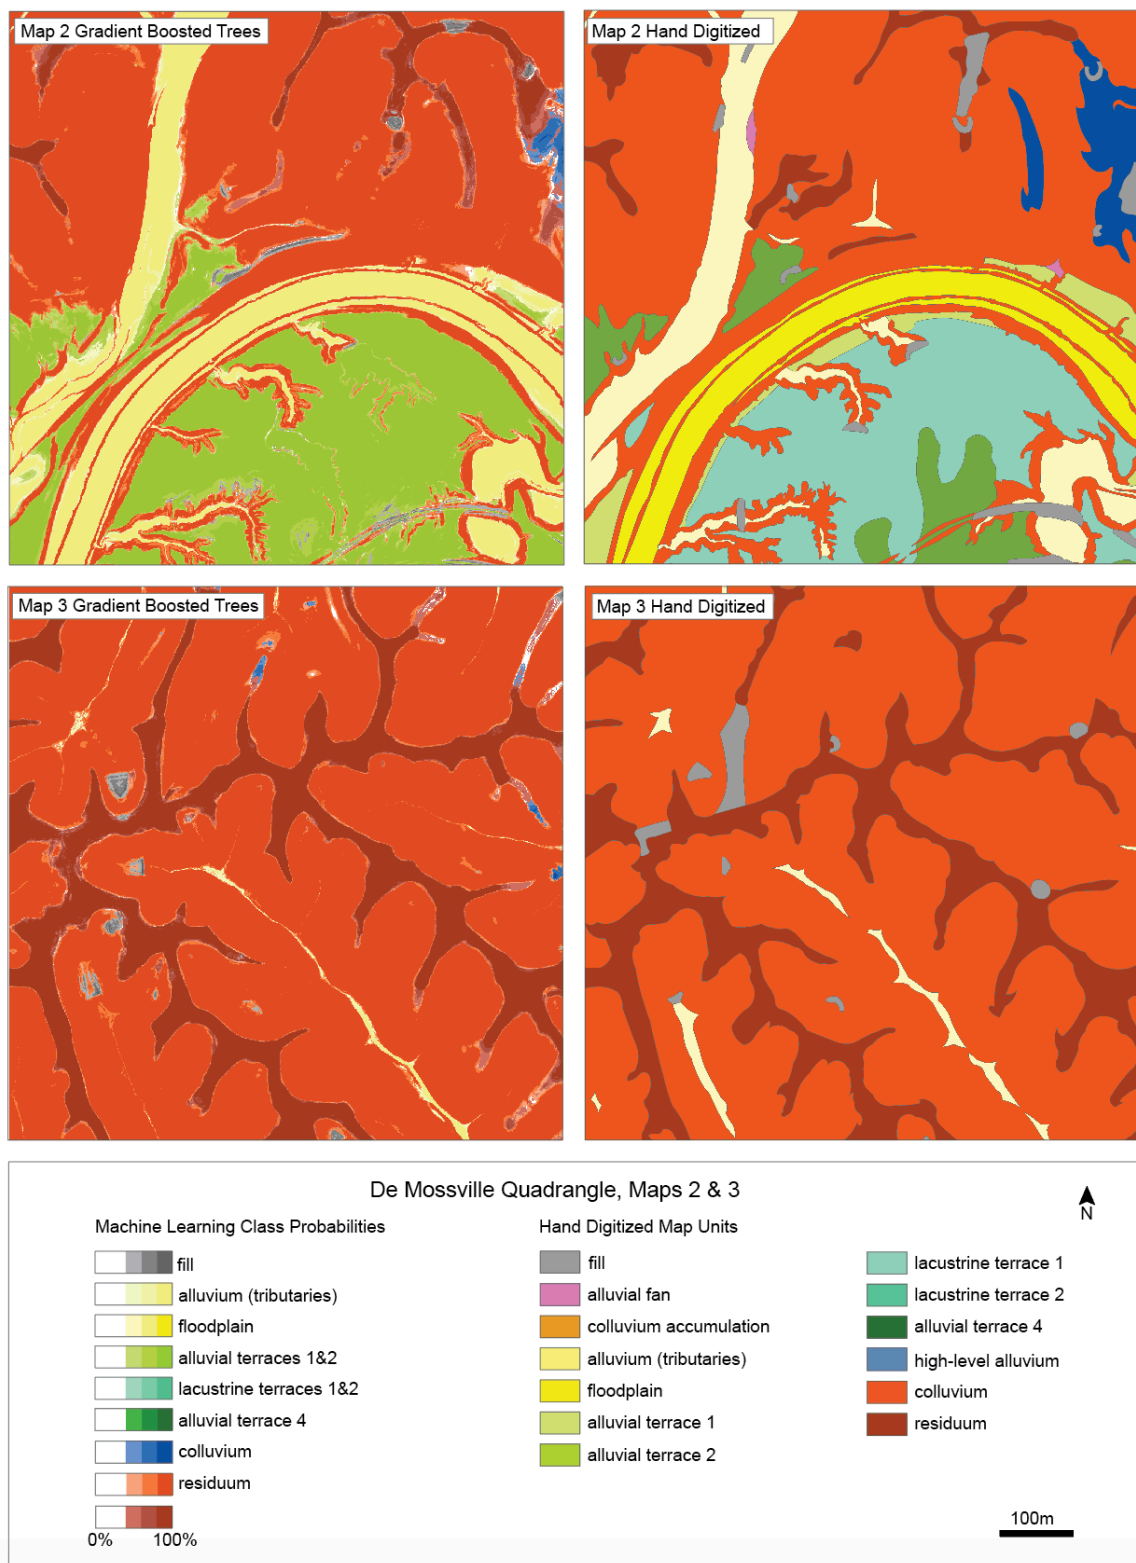 Map 2 Gradient Boosted Trees
Map 2 Hand Digitized
Map 3 Gradient Boosted Trees
Map 3 Hand Digitized
De Mossville Quadrangle, Maps 2 & 3
N
Machine Learning Class Probabilities
fill
alluvium (tributaries)
floodplain
alluvial terraces 1&2
lacustrine terraces 1&2
alluvial terrace 4
colluvium
residuum
0% 100%
Hand Digitized Map Units
fill
alluvial fan
colluvium accumulation
alluvium (tributaries)
floodplain
alluvial terrace 1
alluvial terrace 2
lacustrine terrace 1
lacustrine terrace 2
alluvial terrace 4
high-level alluvium
colluvium
residuum
100m